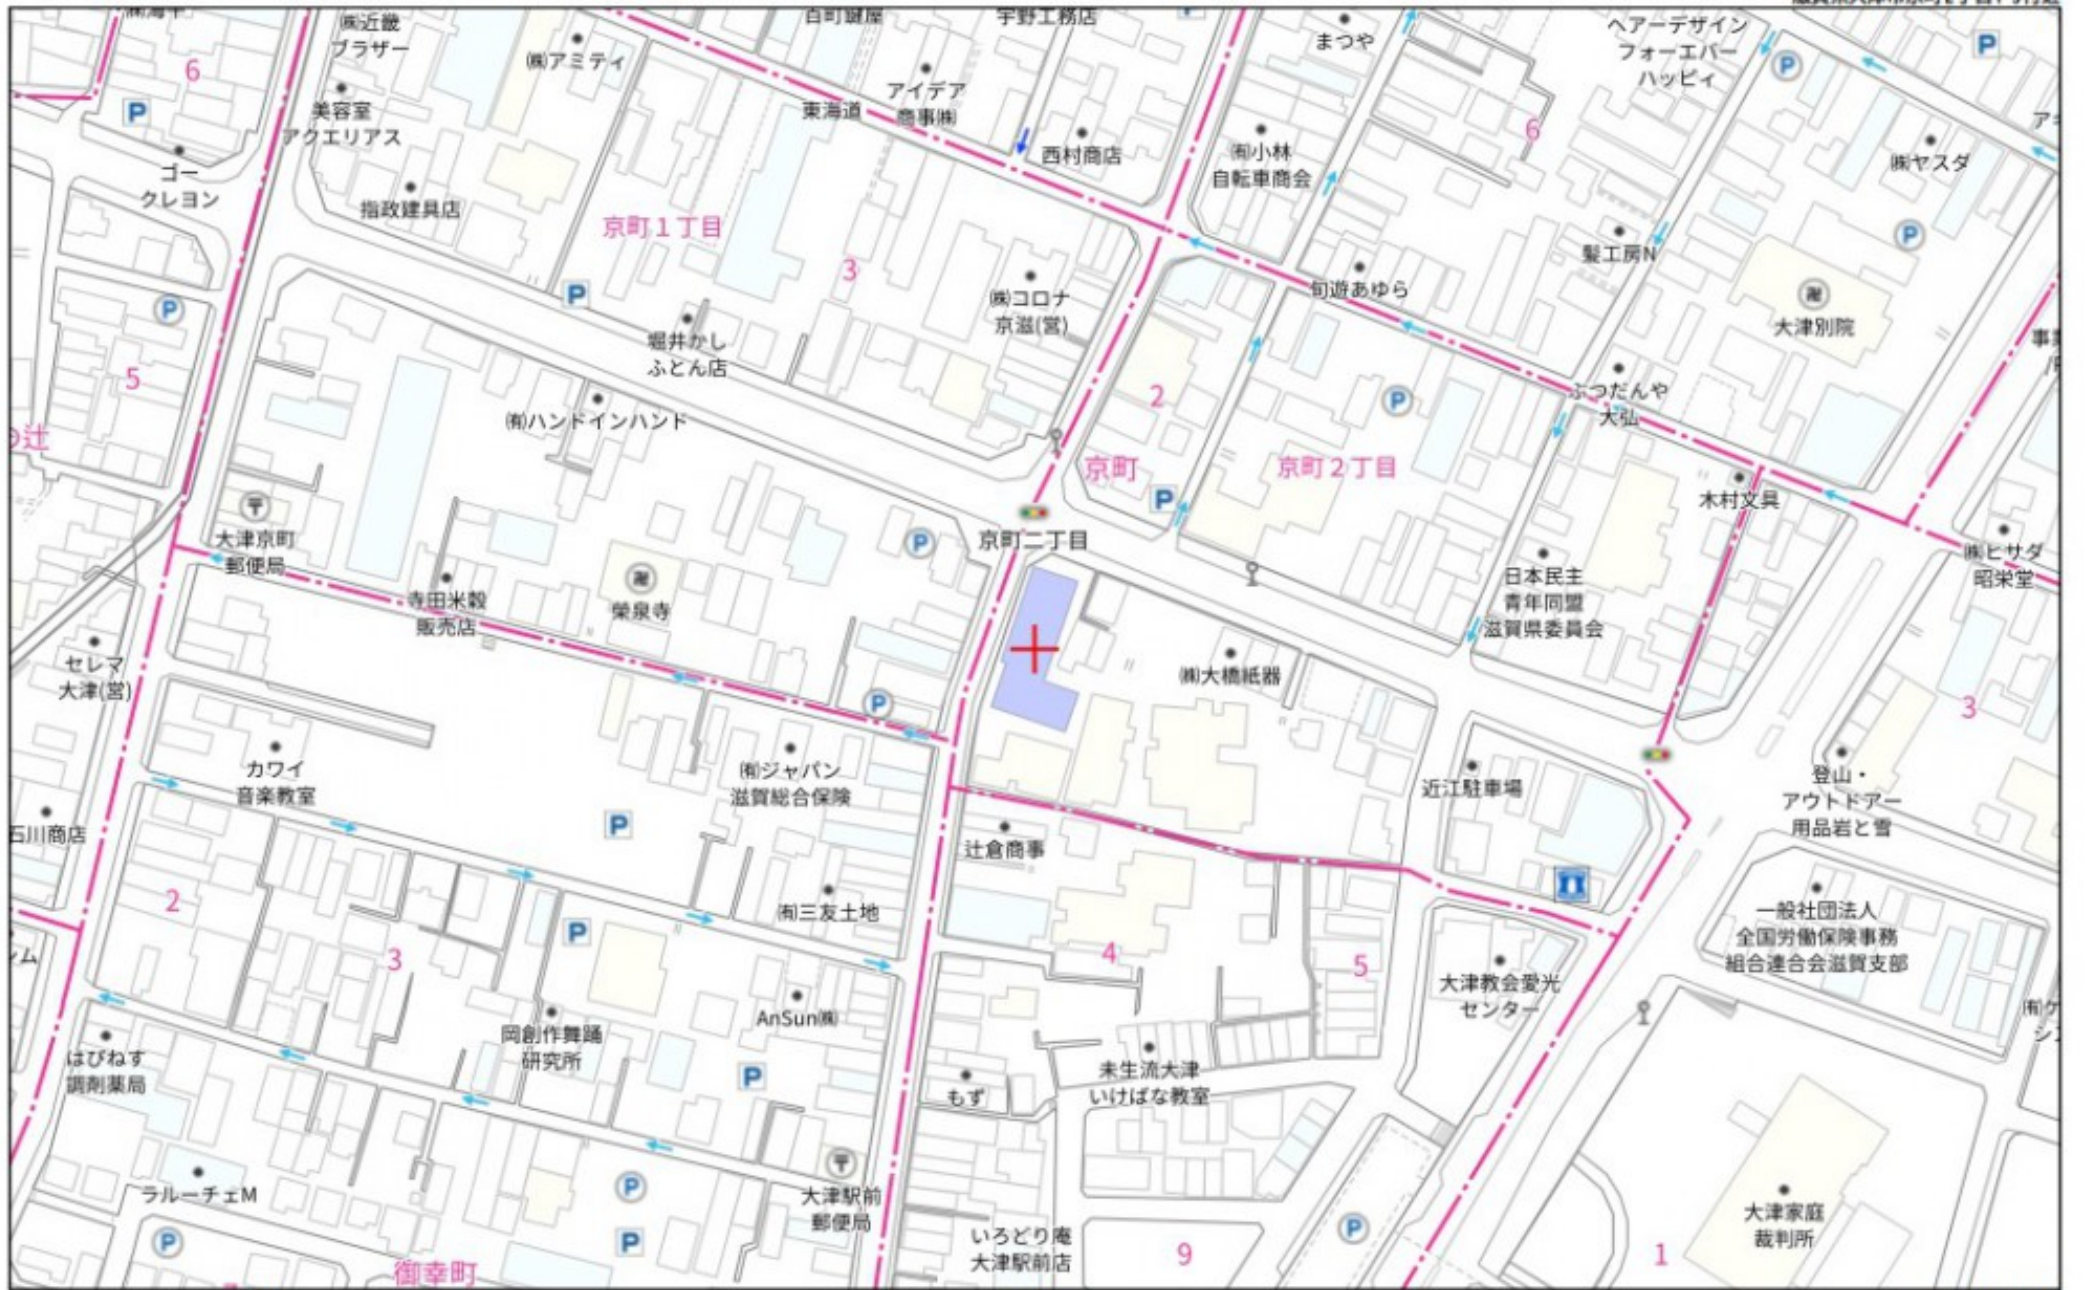 ㈱近畿
ブラザー
㈱アミティ
百町鍵屋
宇野工務店
まつや
ヘアーデザイン
フォーエバー
ハッピィ
P
P
6
P
美容室
アクエリアス
東海道
アイデア
商事㈱
西村商店
㈲小林
自転車商会
6
㈱ヤスダ
ゴー
クレヨン
指政建具店
京町1丁目
3
髪工房N
P
大津別院
P
P
㈱コロナ
京滋(営)
旬遊あゆら
堀井かし
ふとん店
5
㈲ハンドインハンド
2
P
ぶつだんや
大弘
京町
京町2丁目
P
木村文具
大津京町
郵便局
P
京町二丁目
㈱ヒサダ
昭栄堂
寺田米穀
販売店
榮泉寺
日本民主
青年同盟
滋賀県委員会
セレマ
大津(営)
㈱大橋紙器
P
3
カワイ
音楽教室
㈲ジャパン
滋賀総合保険
近江駐車場
登山・
アウトドアー
用品岩と雪
石川商店
P
辻倉商事
2
㈲三友土地
P
3
4
5
一般社団法人
全国労働保険事務
組合連合会滋賀支部
大津教会愛光
センター
AnSun㈱
岡創作舞踊
研究所
はびねす
調剤薬局
P
もず
未生流大津
いけばな教室
ラルーチェM
P
大津駅前
郵便局
大津家庭
裁判所
P
P
いろどり庵
大津駅前店
9
P
1
御幸町